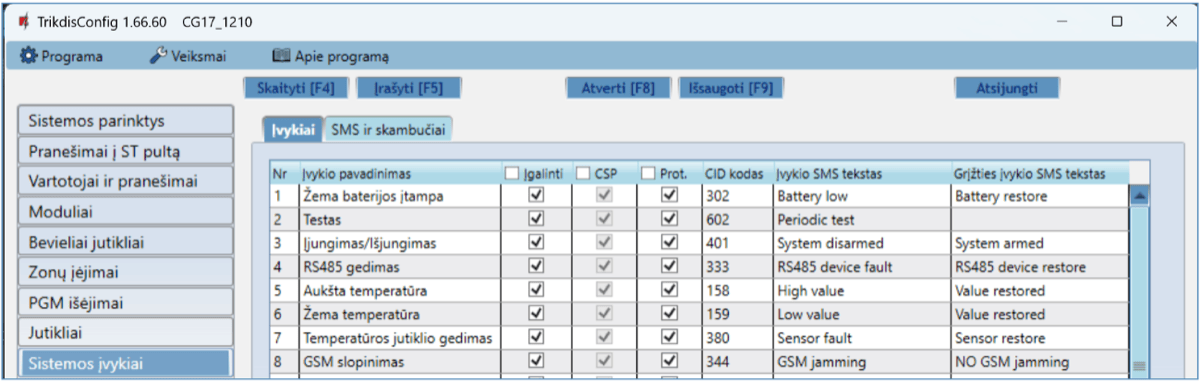 TrikdisConfig 1.66.60 CG17_1210
Programa Veiksmai Apie programą
Skaityti [F4] Įrašyti [F5] Atverti [F8] Išsaugoti [F9] Atsijungti
Sistemos parinktys
Pranešimai į ST pultą
Vartotojai ir pranešimai
Moduliai
Bevieliai jutikliai
Zonų įėjimai
PGM išėjimai
Jutikliai
Sistemos įvykiai
Įvykiai SMS ir skambučiai
Nr Įvykio pavadinimas Įgalinti CSP Prot. CID kodas Įvykio SMS tekstas Grįžties įvykio SMS tekstas
1 Žema baterijos įtampa 302 Battery low Battery restore
2 Testas 602 Periodic test
3 Įjungimas/Išjungimas 401 System disarmed System armed
4 RS485 gedimas 333 RS485 device fault RS485 device restore
5 Aukšta temperatūra 158 High value Value restored
6 Žema temperatūra 159 Low value Value restored
7 Temperatūros jutiklio gedimas 380 Sensor fault Sensor restore
8 GSM slopinimas 344 GSM jamming NO GSM jamming